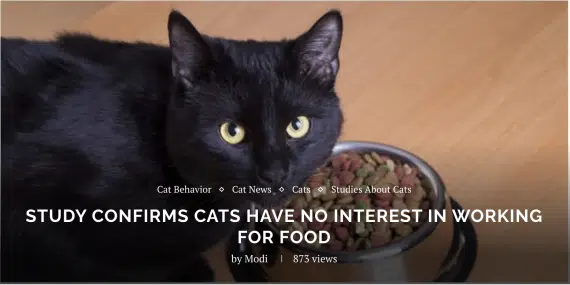 Cat Behavior ◇ Cat News ◇ Cats ◇ Studies About Cats
STUDY CONFIRMS CATS HAVE NO INTEREST IN WORKING
FOR FOOD
by Modi | 873 views